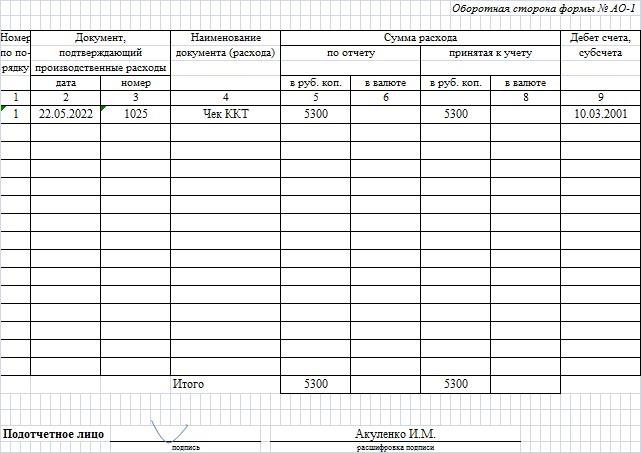 Оборотная сторона формы № АО-1
Номер Документ, Наименование Сумма расхода Дебет счета,
по по- подтверждающий документа (расхода) по отчету принятая к учету субсчета
рядку производственные расходы
дата номер в руб. коп. в валюте в руб. коп. в валюте
1 2 3 4 5 6 8 9
1 22.05.2022 1025 Чек ККТ 5300 5300 10.03.2001
Итого 5300 5300
Подотчетное лицо Акуленко И.М.
подпись расшифровка подписи